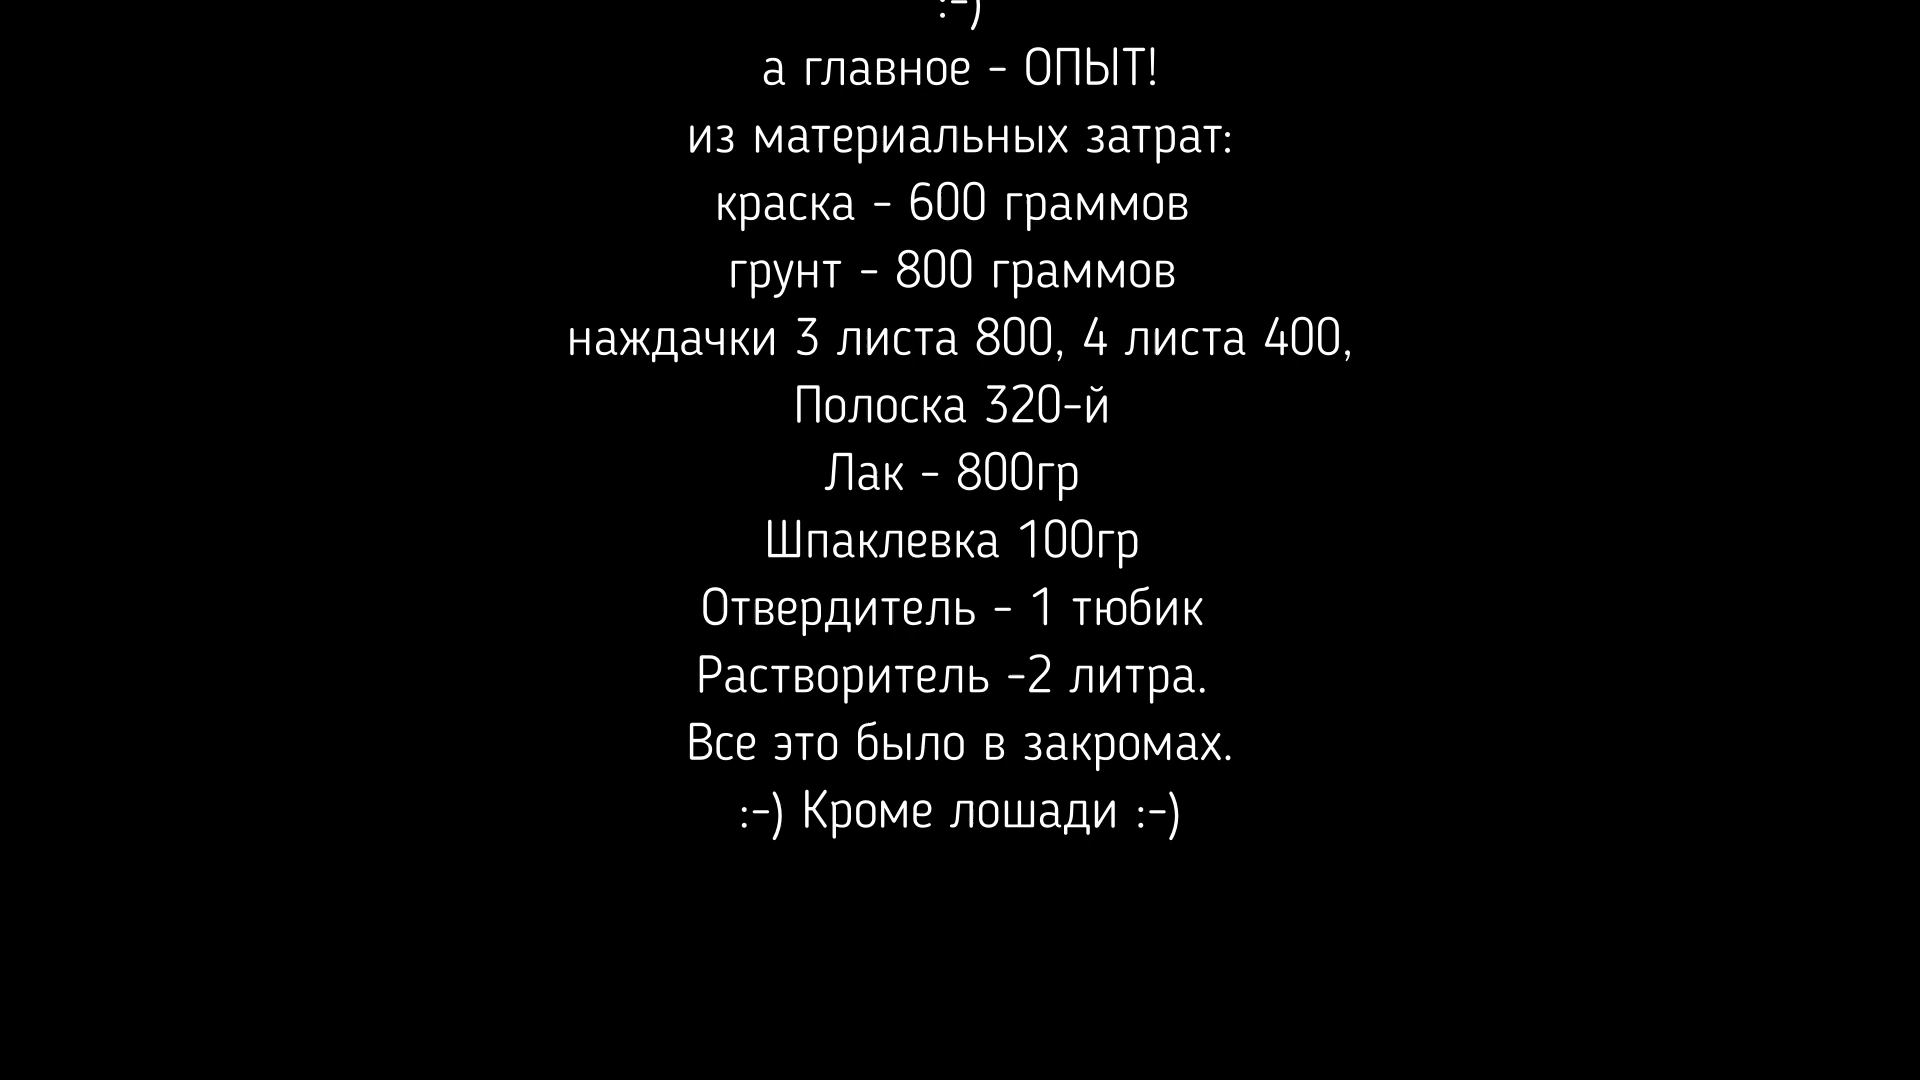 :-)
а главное - ОПЫТ!
из материальных затрат:
краска - 600 граммов
грунт - 800 граммов
наждачки 3 листа 800, 4 листа 400,
Полоска 320-й
Лак - 800гр
Шпаклевка 100гр
Отвердитель - 1 тюбик
Растворитель -2 литра.
Все это было в закромах.
:-) Кроме лошади :-)